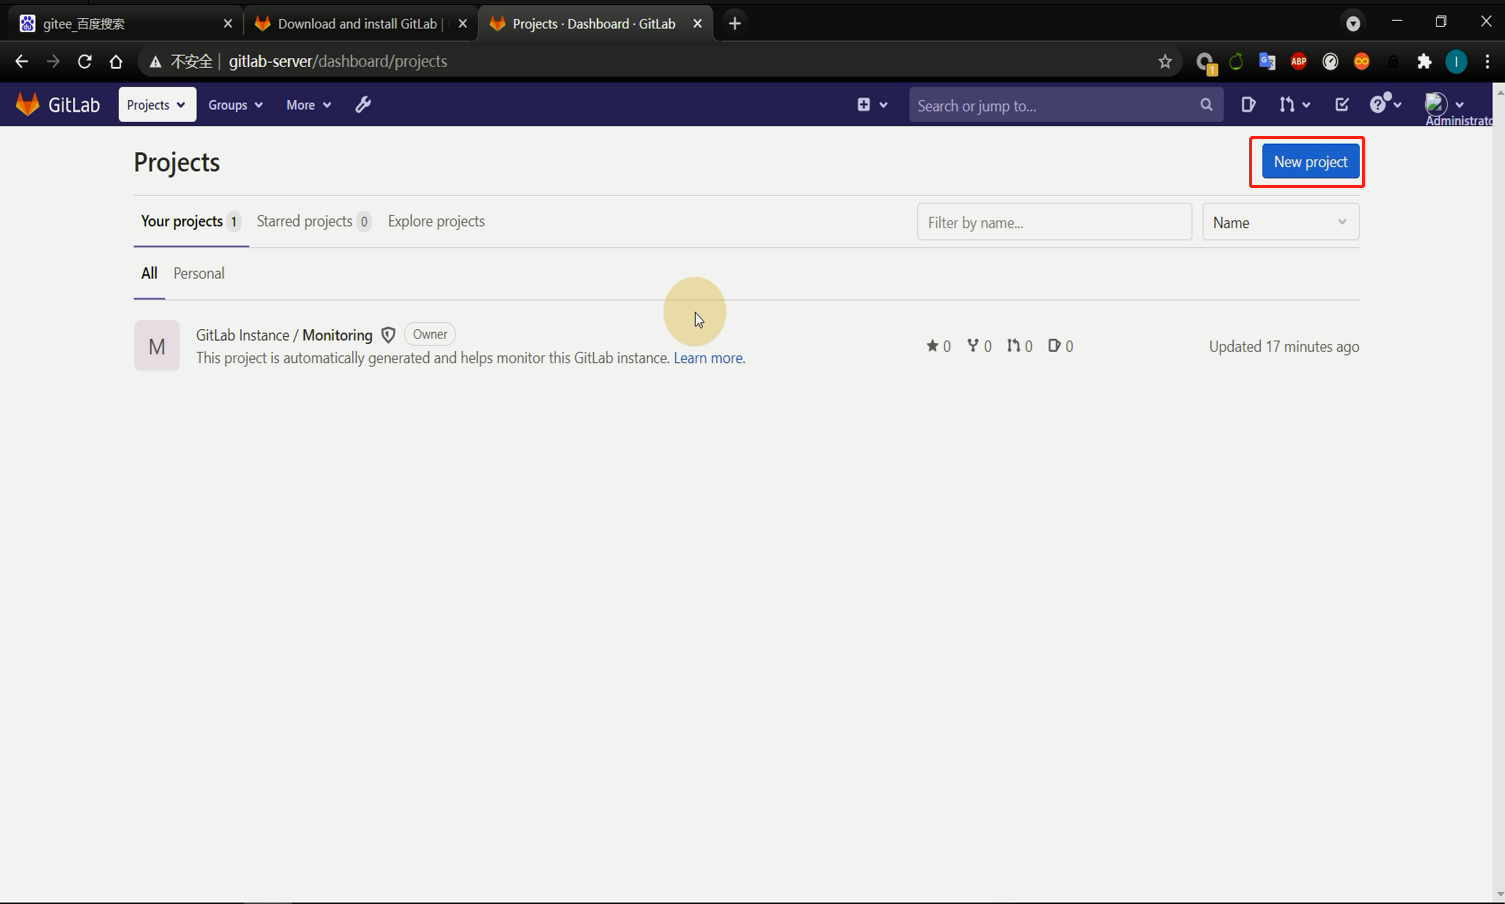 gitee_百度搜索
Download and install GitLab |
Projects · Dashboard · GitLab
不安全 | gitlab-server/dashboard/projects
1
ABP
I
GitLab
Projects
Groups
More
Search or jump to...
Administrato
Projects
New project
Your projects 1
Starred projects 0
Explore projects
Filter by name...
Name
All
Personal
M
GitLab Instance / Monitoring
Owner
This project is automatically generated and helps monitor this GitLab instance. Learn more.
0 0 0 0
Updated 17 minutes ago